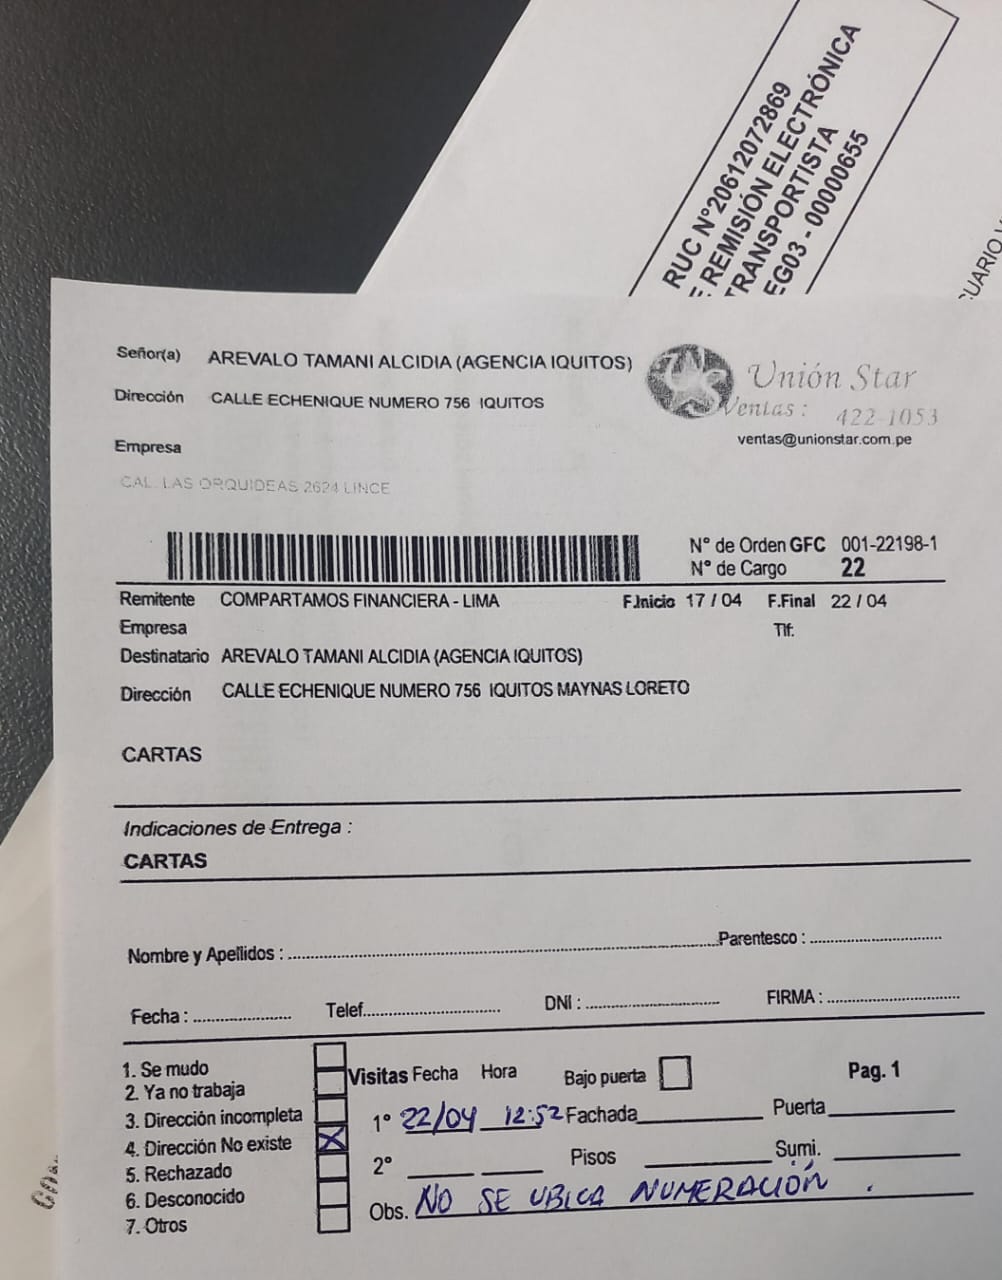 RUC N°20612072869
E REMISIÓN ELECTRÓNICA
TRANSPORTISTA
EG03 - 00000655
Señor(a) AREVALO TAMANI ALCIDIA (AGENCIA IQUITOS)
Dirección CALLE ECHENIQUE NUMERO 756 IQUITOS
Empresa
CAL. LAS ORQUIDEAS 2624 LINCE
Unión Star
Ventas: 422-1053
ventas@unionstar.com.pe
N° de Orden GFC 001-22198-1
N° de Cargo 22
Remitente COMPARTAMOS FINANCIERA - LIMA F.Inicio 17 / 04 F.Final 22 / 04
Empresa Tlf:
Destinatario AREVALO TAMANI ALCIDIA (AGENCIA IQUITOS)
Dirección CALLE ECHENIQUE NUMERO 756 IQUITOS MAYNAS LORETO
CARTAS
Indicaciones de Entrega :
CARTAS
Nombre y Apellidos : Parentesco :
Fecha : Telef. DNI : FIRMA :
1. Se mudo
2. Ya no trabaja
3. Dirección incompleta
4. Dirección No existe X
5. Rechazado
6. Desconocido
7. Otros
Visitas Fecha Hora Bajo puerta Pag. 1
1° 22/04 12:52 Fachada Puerta
2° Pisos Sumi.
Obs. NO SE UBICA NUMERACIÓN .